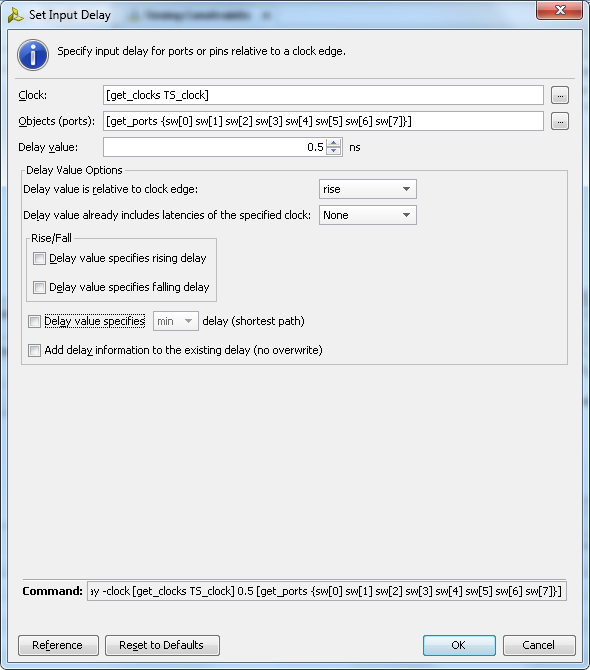 Set Input Delay
Specify input delay for ports or pins relative to a clock edge.
Clock: [get_clocks TS_clock] ...
Objects (ports): [get_ports {sw[0] sw[1] sw[2] sw[3] sw[4] sw[5] sw[6] sw[7]}] ...
Delay value: 0.5 ns
Delay Value Options
Delay value is relative to clock edge: rise
Delay value already includes latencies of the specified clock: None
Rise/Fall
Delay value specifies rising delay
Delay value specifies falling delay
Delay value specifies min delay (shortest path)
Add delay information to the existing delay (no overwrite)
Command: ay -clock [get_clocks TS_clock] 0.5 [get_ports {sw[0] sw[1] sw[2] sw[3] sw[4] sw[5] sw[6] sw[7]}]
Reference Reset to Defaults OK Cancel